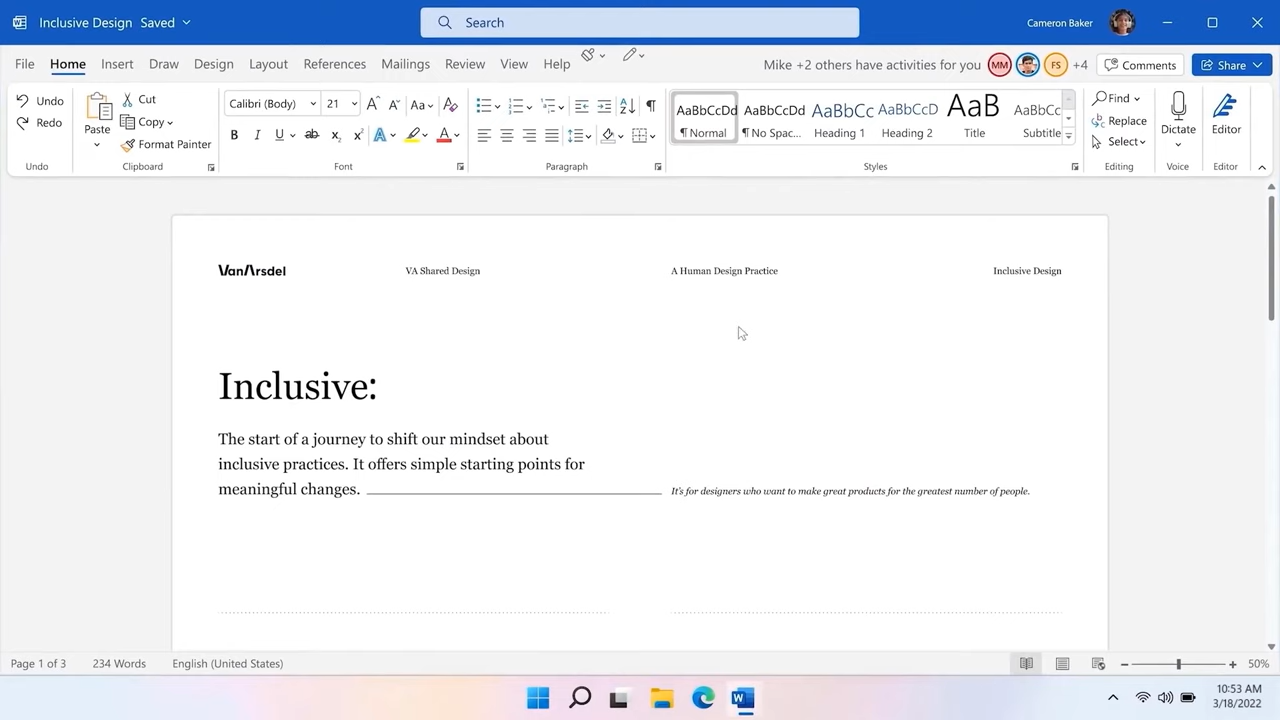 Inclusive Design Saved
Search
Cameron Baker
File Home Insert Draw Design Layout References Mailings Review View Help
Mike +2 others have activities for you MM FS +4 Comments Share
Undo
Redo
Undo
Paste
Cut
Copy
Format Painter
Clipboard
Calibri (Body) 21
Font
Paragraph
AaBbCcDd AaBbCcDd AaBbCc AaBbCcD AaB AaBbCc
¶ Normal ¶ No Spac... Heading 1 Heading 2 Title Subtitle
Styles
Find
Replace
Select
Editing
Dictate
Voice
Editor
Editor
VanArsdel VA Shared Design A Human Design Practice Inclusive Design
Inclusive:
The start of a journey to shift our mindset about
inclusive practices. It offers simple starting points for
meaningful changes.
It's for designers who want to make great products for the greatest number of people.
Page 1 of 3 234 Words English (United States) 50%
10:53 AM
3/18/2022